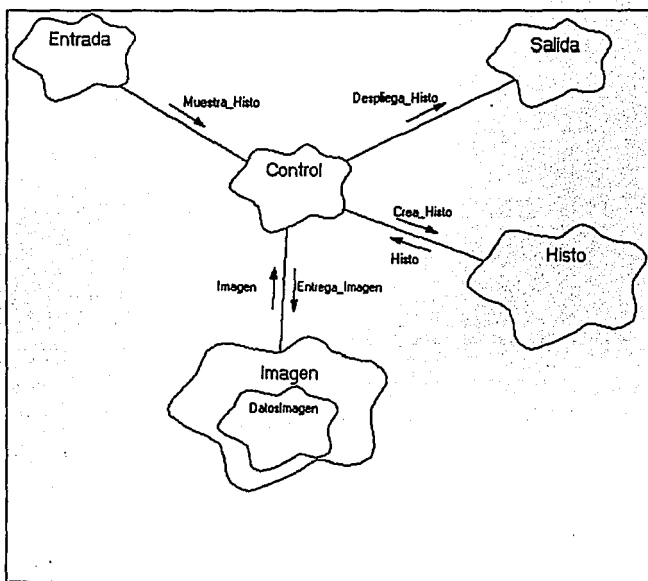 Entrada
Salida
Muestra_Histo
Despliega_Histo
Control
Crea_Histo
Histo
Histo
Imagen
Entrega_Imagen
Imagen
DatosImagen